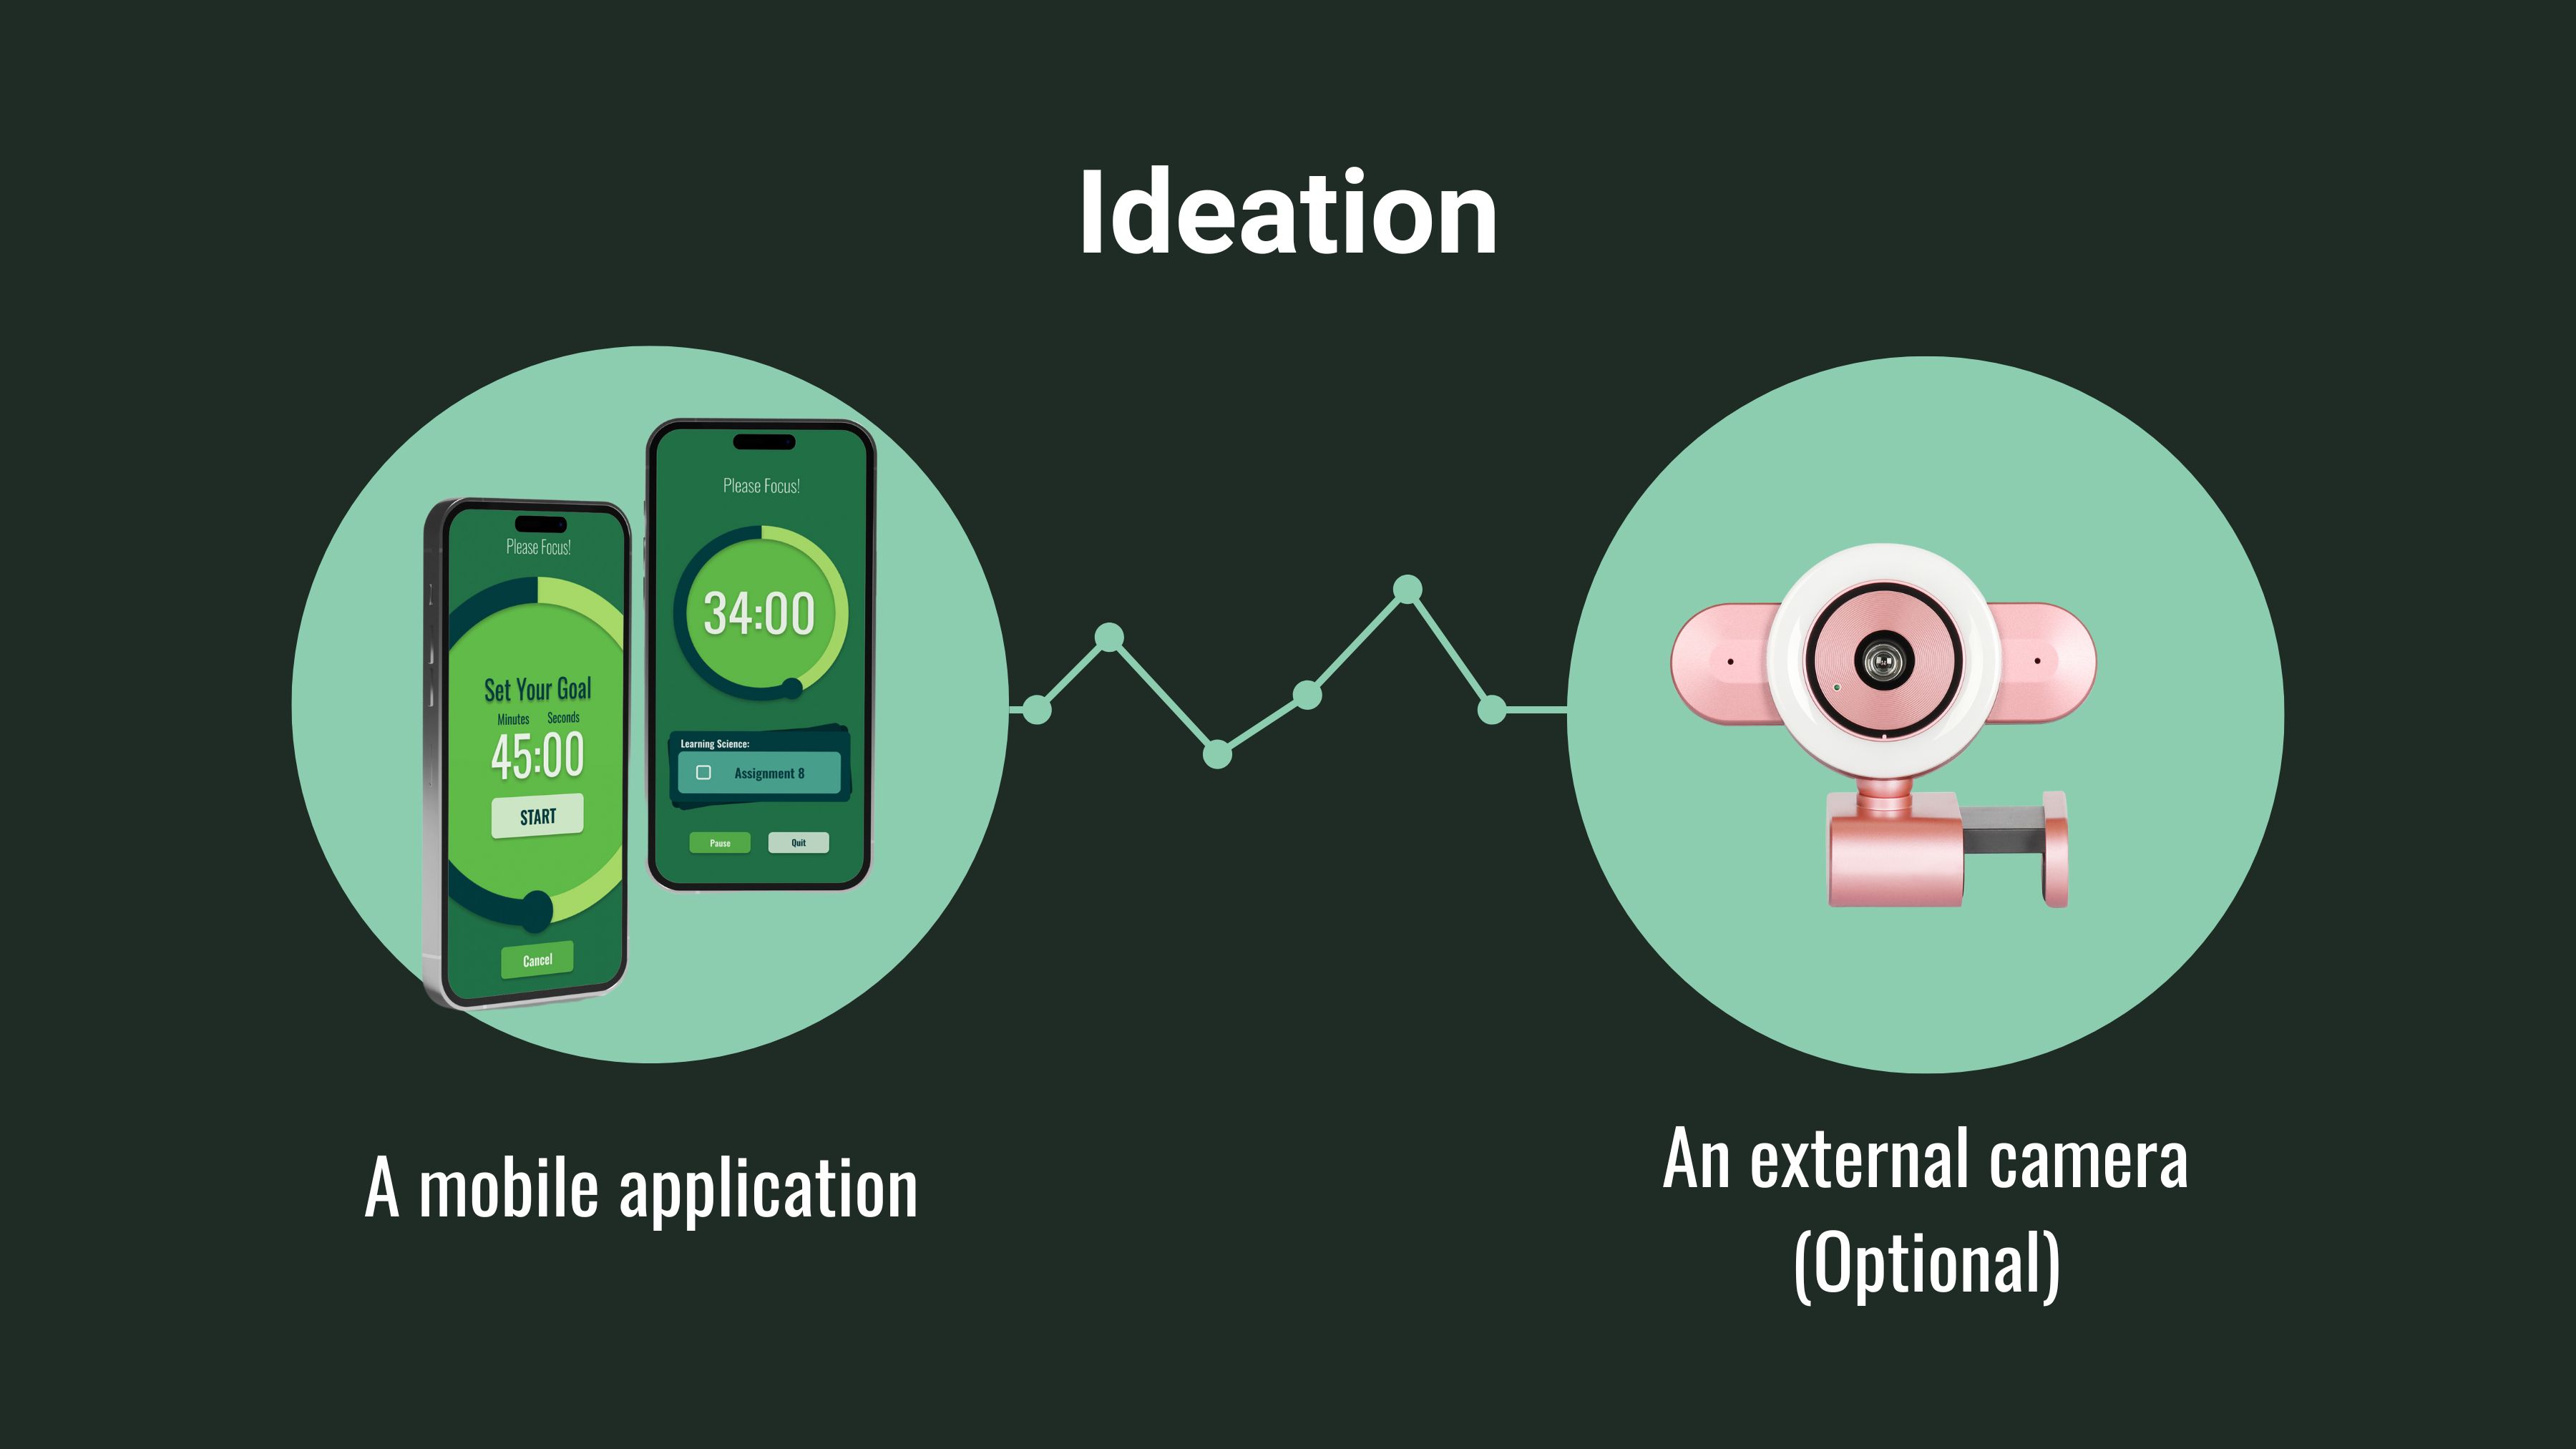 Ideation
Please Focus!
Set Your Goal
Minutes Seconds
45:00
START
Cancel
Please Focus!
34:00
Learning Science:
Assignment 8
Pause Quit
A mobile application
An external camera
(Optional)